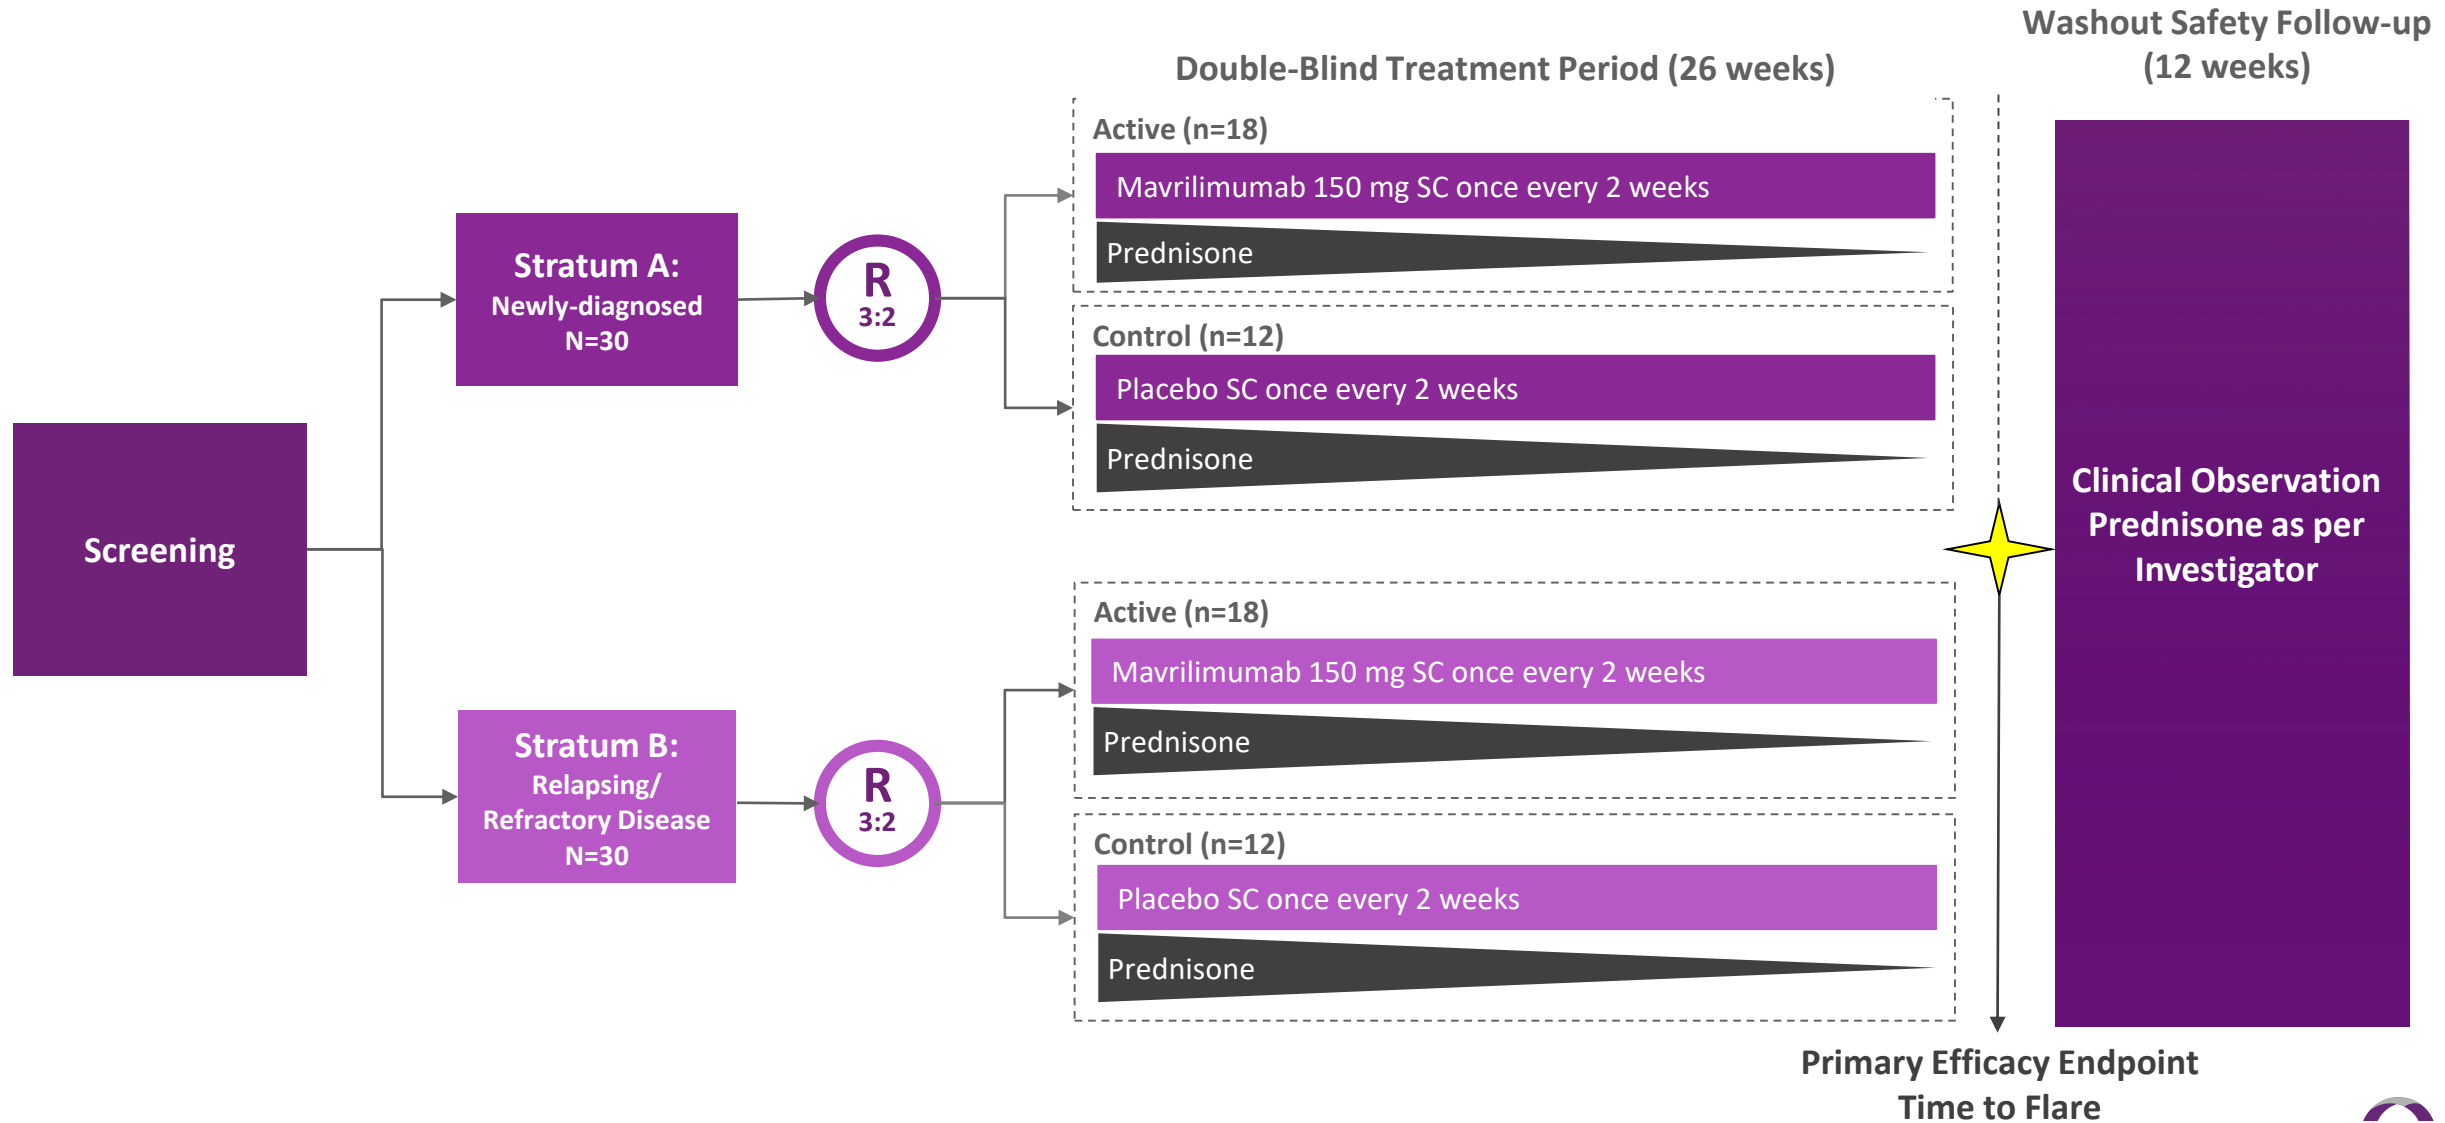 Washout Safety Follow-up
(12 weeks)
Double-Blind Treatment Period (26 weeks)
Screening
Stratum A:
Newly-diagnosed
N=30
R
3:2
Active (n=18)
Mavrilimumab 150 mg SC once every 2 weeks
Prednisone
Control (n=12)
Placebo SC once every 2 weeks
Prednisone
Stratum B:
Relapsing/
Refractory Disease
N=30
R
3:2
Active (n=18)
Mavrilimumab 150 mg SC once every 2 weeks
Prednisone
Control (n=12)
Placebo SC once every 2 weeks
Prednisone
Clinical Observation
Prednisone as per
Investigator
Primary Efficacy Endpoint
Time to Flare